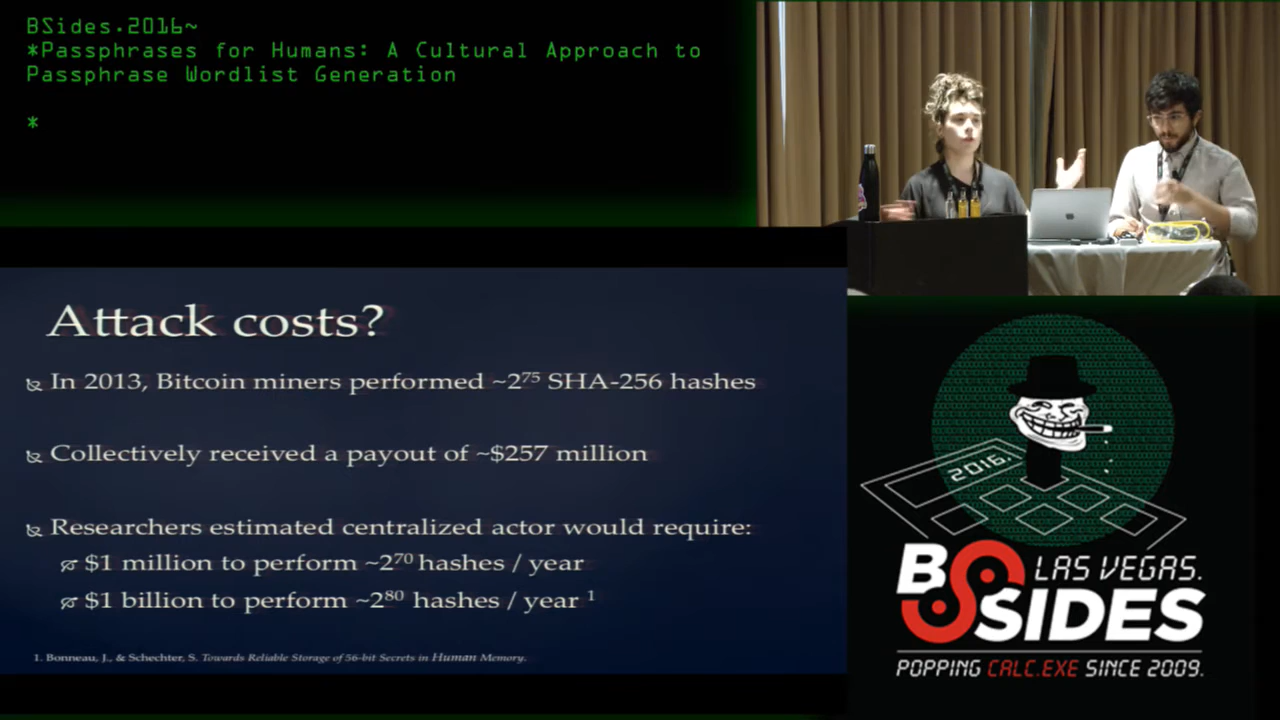 BSides.2016~
*Passphrases for Humans: A Cultural Approach to
Passphrase Wordlist Generation
*
Attack costs?
In 2013, Bitcoin miners performed ~2⁷⁵ SHA-256 hashes
Collectively received a payout of ~$257 million
Researchers estimated centralized actor would require:
$1 million to perform ~2⁷⁰ hashes / year
$1 billion to perform ~2⁸⁰ hashes / year ¹
1. Bonneau, J., & Schechter, S. Towards Reliable Storage of 56-bit Secrets in Human Memory.
2016.
BSIDES
LAS VEGAS.
POPPING CALC.EXE SINCE 2009.